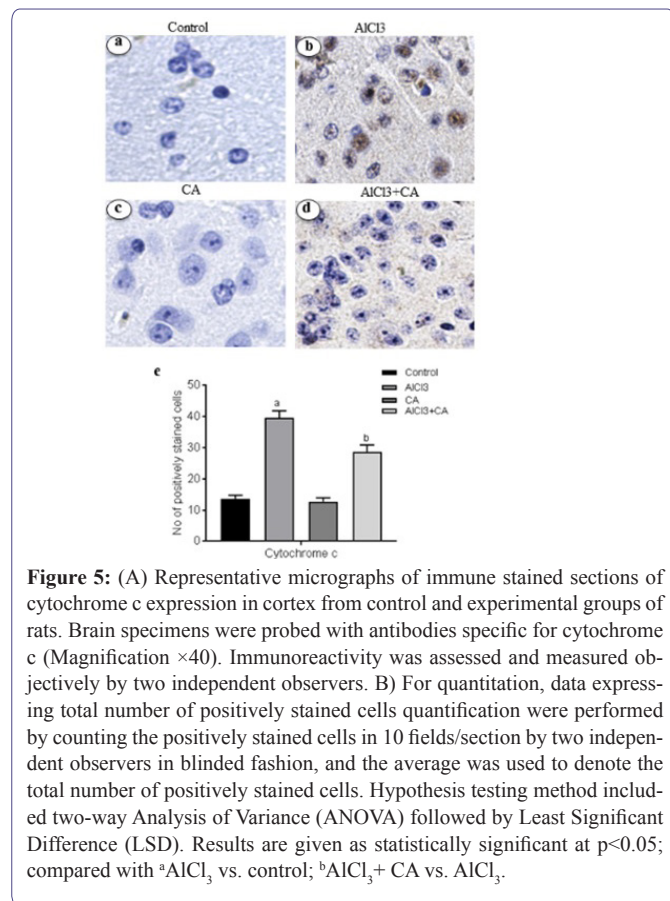 Control
AlCl3
a
b
CA
AlCl3+CA
c
d
e
Control
AlCl3
CA
AlCl3+CA
50
40
30
20
10
0
No of positively stained cells
a
b
Cytochrome c
Figure 5: (A) Representative micrographs of immune stained sections of
cytochrome c expression in cortex from control and experimental groups of
rats. Brain specimens were probed with antibodies specific for cytochrome
c (Magnification ×40). Immunoreactivity was assessed and measured ob-
jectively by two independent observers. B) For quantitation, data express-
ing total number of positively stained cells quantification were performed
by counting the positively stained cells in 10 fields/section by two indepen-
dent observers in blinded fashion, and the average was used to denote the
total number of positively stained cells. Hypothesis testing method includ-
ed two-way Analysis of Variance (ANOVA) followed by Least Significant
Difference (LSD). Results are given as statistically significant at p<0.05;
compared with ᵃAlCl₃ vs. control; ᵇAlCl₃+ CA vs. AlCl₃.